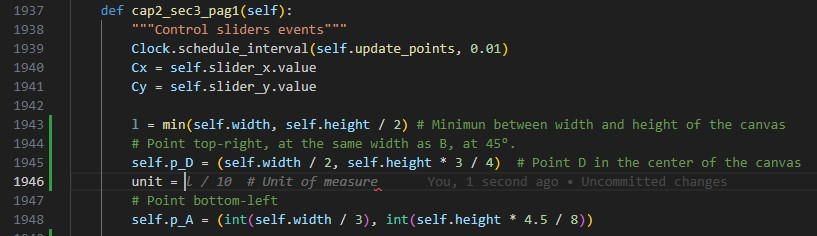 1937 def cap2_sec3_pag1(self):
1938 """Control sliders events"""
1939 Clock.schedule_interval(self.update_points, 0.01)
1940 Cx = self.slider_x.value
1941 Cy = self.slider_y.value
1942
1943 l = min(self.width, self.height / 2) # Minimun between width and height of the canvas
1944 # Point top-right, at the same width as B, at 45º.
1945 self.p_D = (self.width / 2, self.height * 3 / 4)  # Point D in the center of the canvas
1946 unit = l / 10  # Unit of measure You, 1 second ago • Uncommitted changes
1947 # Point bottom-left
1948 self.p_A = (int(self.width / 3), int(self.height * 4.5 / 8))